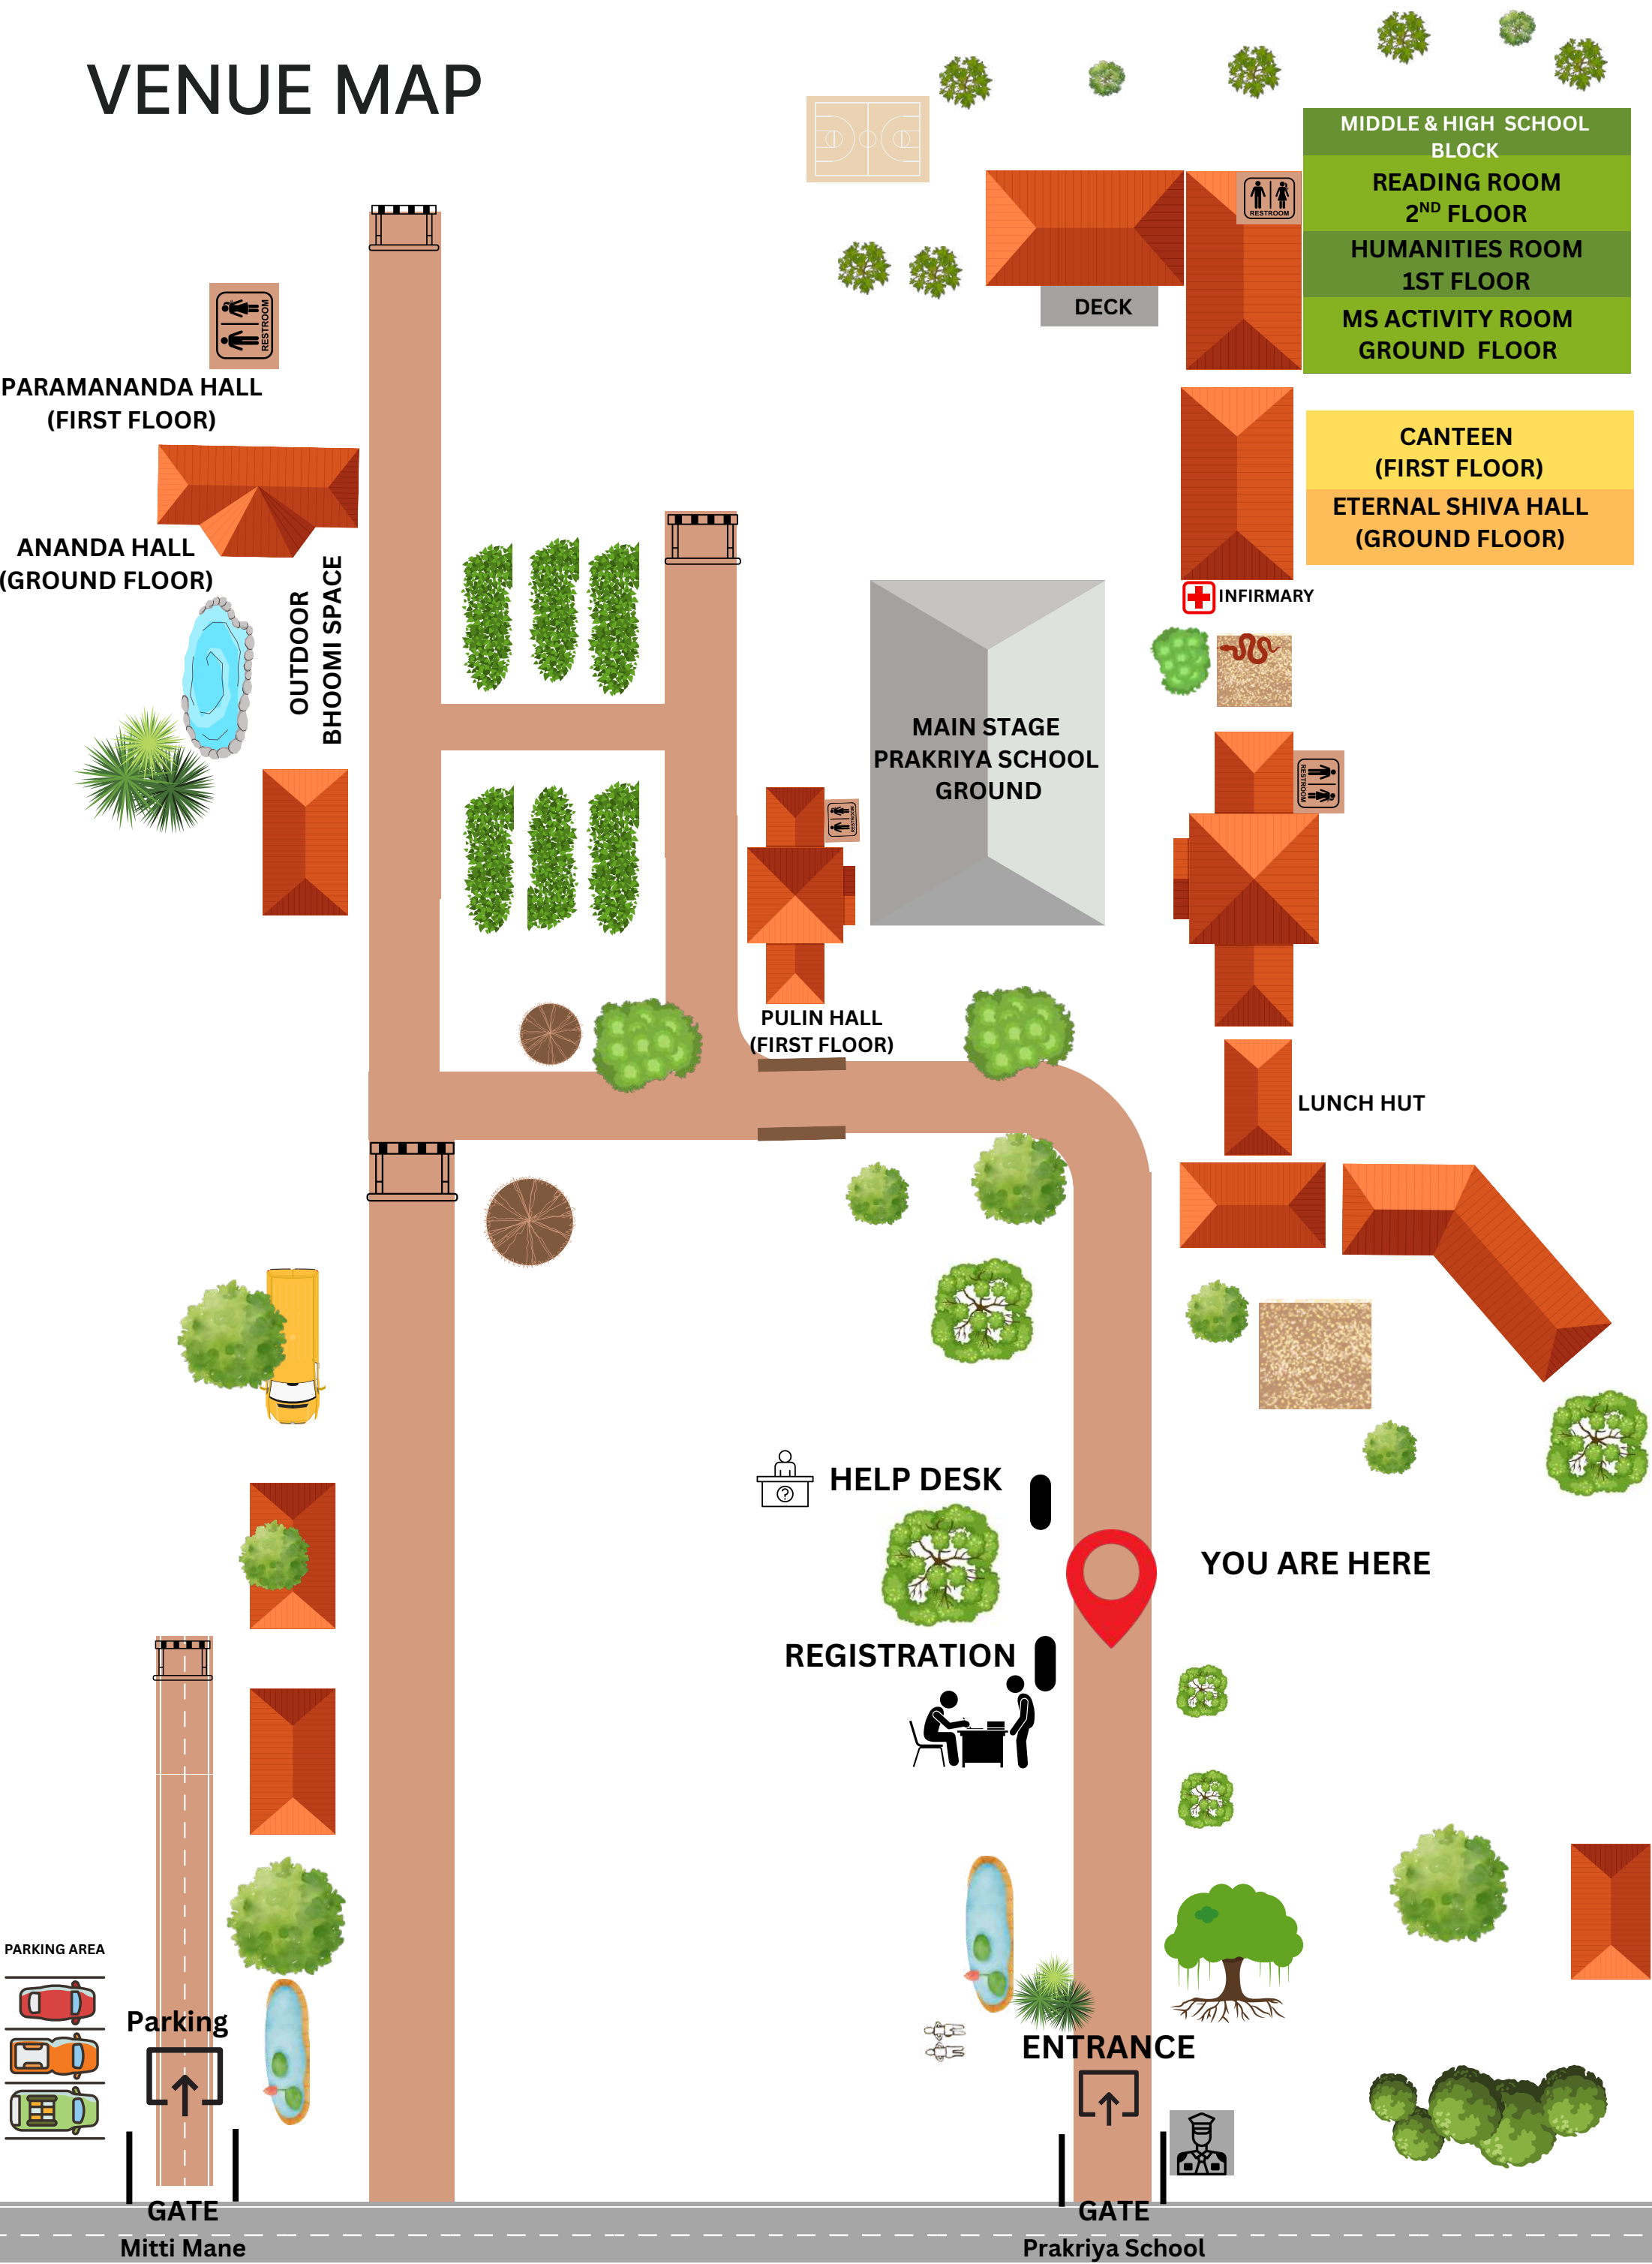 VENUE MAP
MIDDLE & HIGH SCHOOL
BLOCK
READING ROOM
2ND FLOOR
HUMANITIES ROOM
1ST FLOOR
MS ACTIVITY ROOM
GROUND FLOOR
RESTROOM
DECK
RESTROOM
PARAMANANDA HALL
(FIRST FLOOR)
CANTEEN
(FIRST FLOOR)
ETERNAL SHIVA HALL
(GROUND FLOOR)
ANANDA HALL
(GROUND FLOOR)
OUTDOOR
BHOOMI SPACE
INFIRMARY
MAIN STAGE
PRAKRIYA SCHOOL
GROUND
RESTROOM
RESTROOM
PULIN HALL
(FIRST FLOOR)
LUNCH HUT
HELP DESK
?
YOU ARE HERE
REGISTRATION
PARKING AREA
Parking
ENTRANCE
GATE
Mitti Mane
GATE
Prakriya School